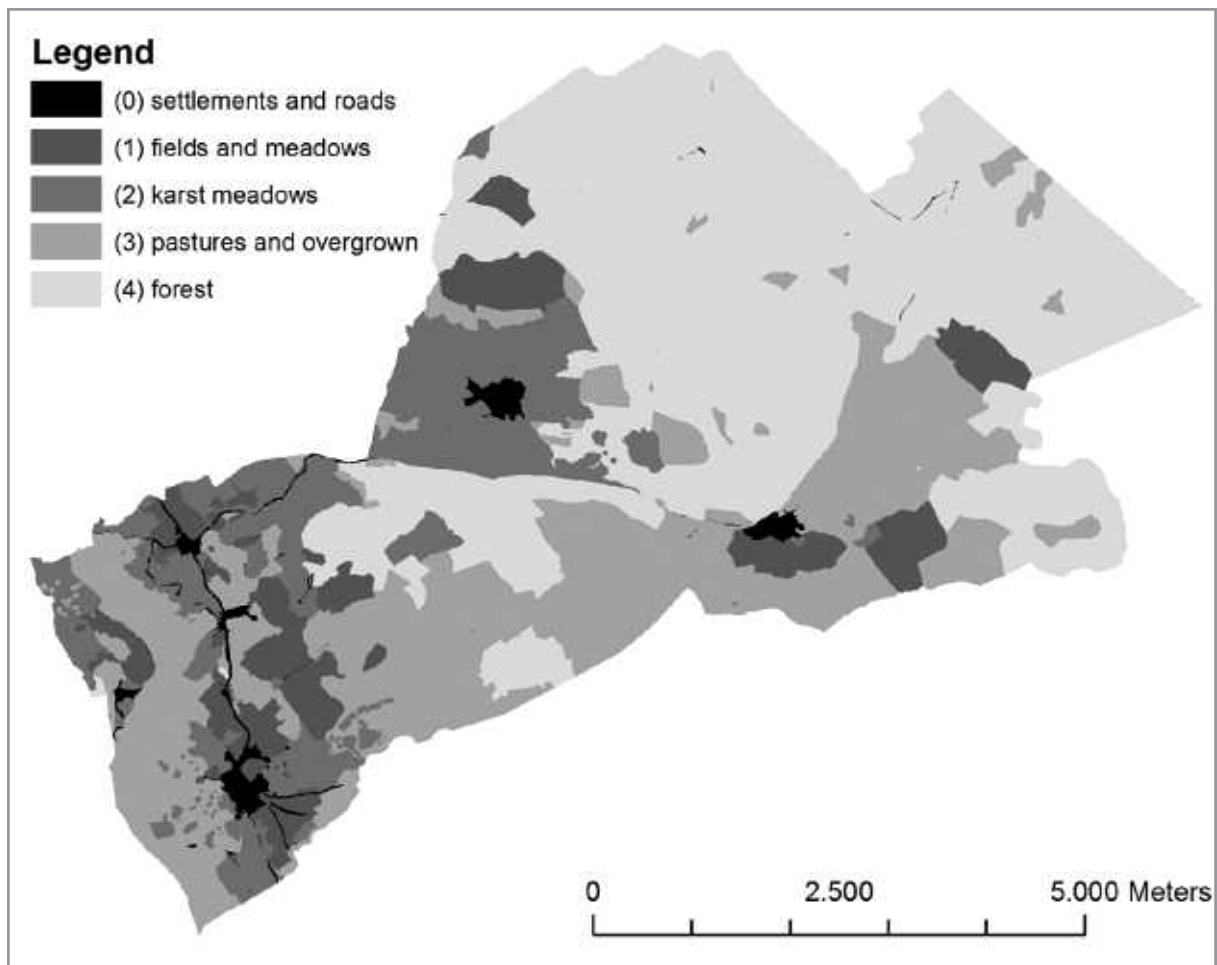 Legend
(0) settlements and roads
(1) fields and meadows
(2) karst meadows
(3) pastures and overgrown
(4) forest
0 2.500 5.000 Meters